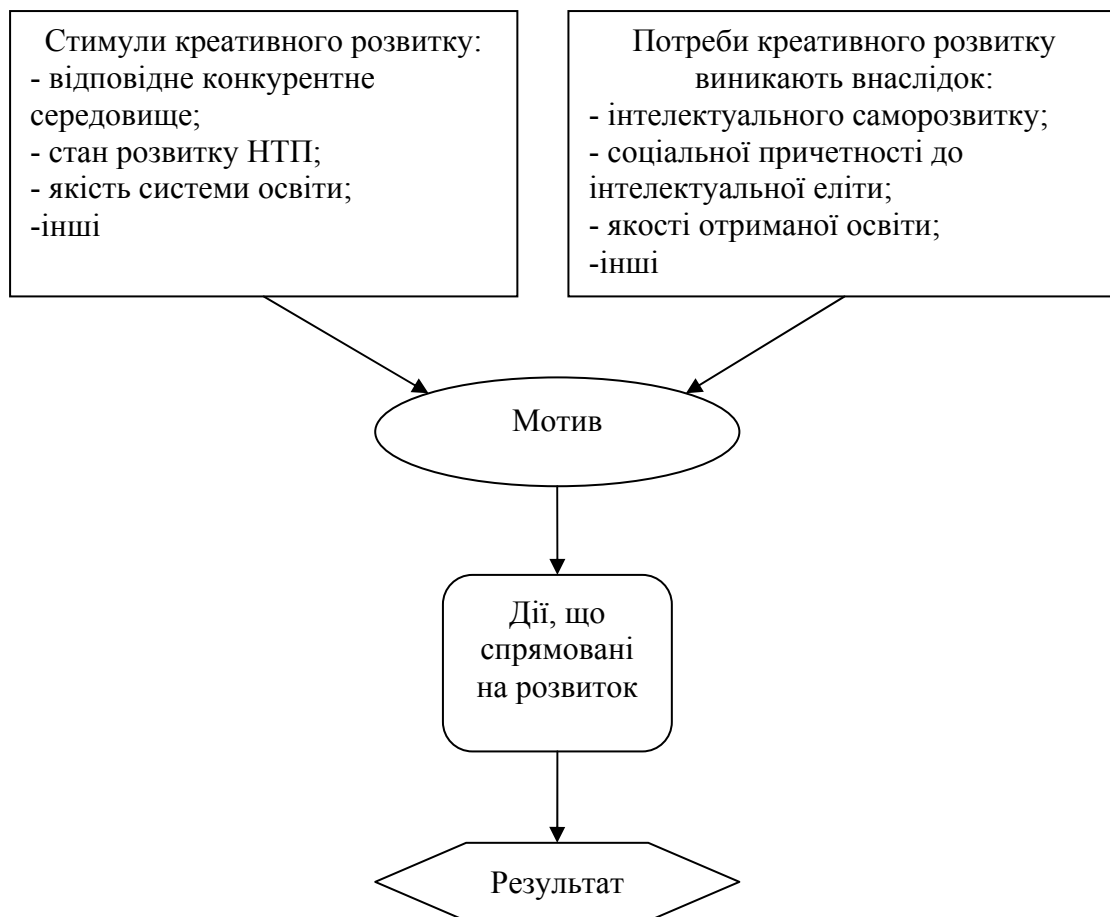 Стимули креативного розвитку:
- відповідне конкурентне
середовище;
- стан розвитку НТП;
- якість системи освіти;
-інші
Потреби креативного розвитку
виникають внаслідок:
- інтелектуального саморозвитку;
- соціальної причетності до
інтелектуальної еліти;
- якості отриманої освіти;
-інші
Мотив
Дії, що
спрямовані
на розвиток
Результат